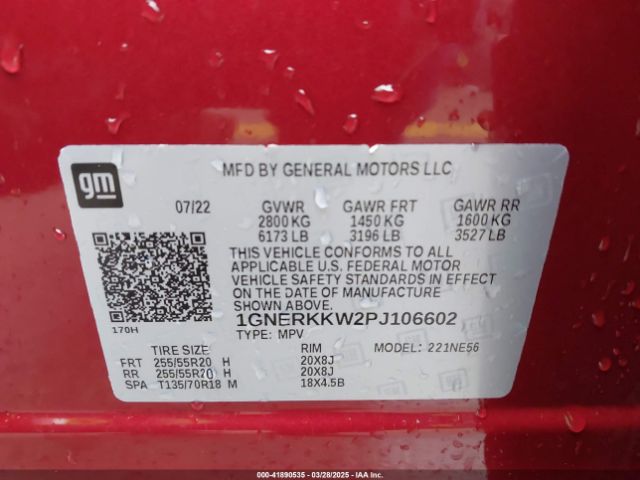 gm
MFD BY GENERAL MOTORS LLC
07/22 GVWR GAWR FRT GAWR RR
2800 KG 1450 KG 1600 KG
6173 LB 3196 LB 3527 LB
THIS VEHICLE CONFORMS TO ALL
APPLICABLE U.S. FEDERAL MOTOR
VEHICLE SAFETY STANDARDS IN EFFECT
ON THE DATE OF MANUFACTURE
SHOWN ABOVE.
170H
1GNERKKW2PJ106602
TYPE: MPV
TIRE SIZE RIM MODEL: 221NE56
FRT 255/55R20 H 20X8J
RR 255/55R20 H 20X8J
SPA T135/70R18 M 18X4.5B
000-41890535 | 03/28/2025 | IAAI.COM